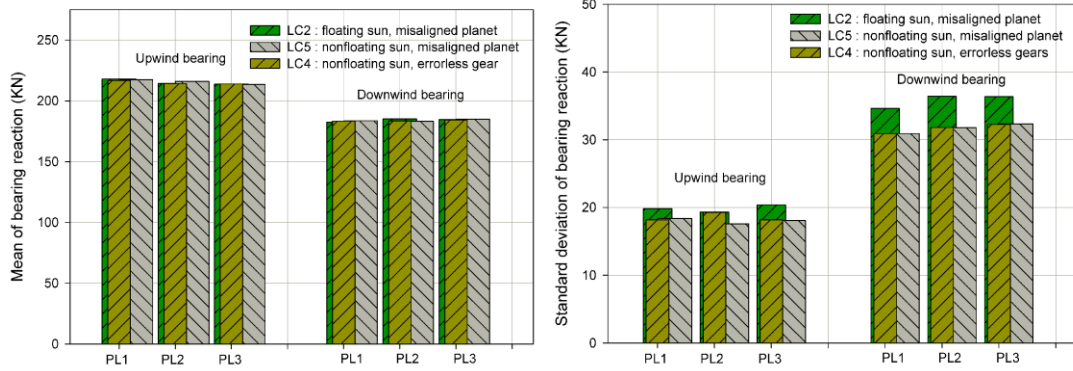 Mean of bearing reaction (KN)
250
200
150
100
50
0
LC2 : floating sun, misaligned planet
LC5 : nonfloating sun, misaligned planet
LC4 : nonfloating sun, errorless gear
Upwind bearing
Downwind bearing
PL1 PL2 PL3 PL1 PL2 PL3
Standard deviation of bearing reaction (KN)
50
40
30
20
10
0
LC2 : floating sun, misaligned planet
LC5 : nonfloating sun, misaligned planet
LC4 : nonfloating sun, errorless gears
Downwind bearing
Upwind bearing
PL1 PL2 PL3 PL1 PL2 PL3